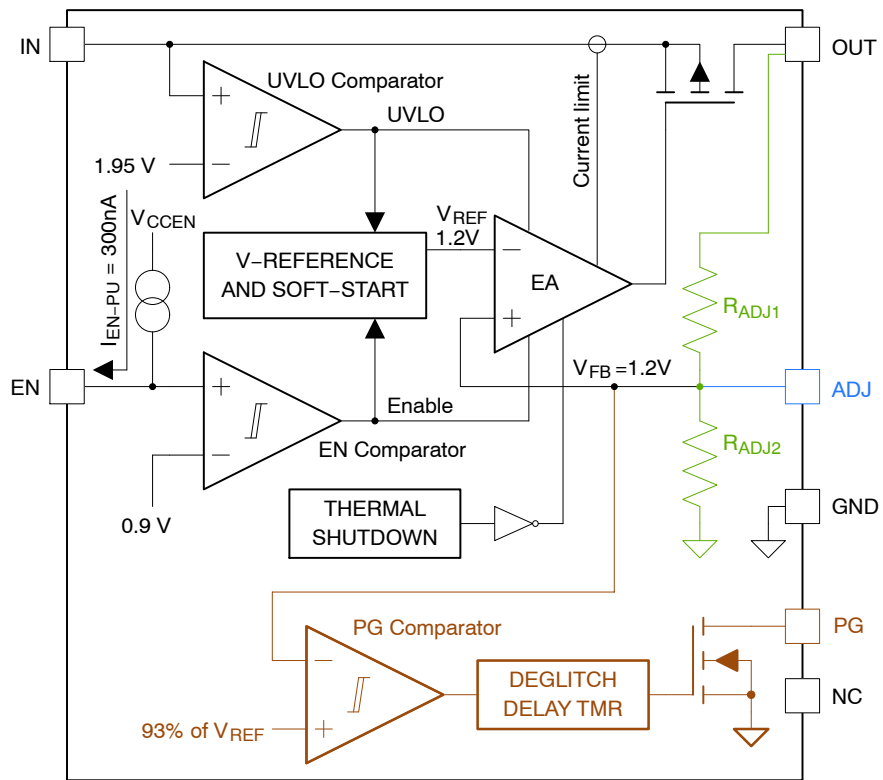 IN
OUT
UVLO Comparator
UVLO
Current limit
+
−
1.95 V
IEN−PU = 300nA
VCCEN
V−REFERENCE
AND SOFT−START
VREF
1.2V
−
EA
+
RADJ1
EN
+
−
Enable
EN Comparator
VFB =1.2V
ADJ
RADJ2
0.9 V
THERMAL
SHUTDOWN
GND
PG Comparator
PG
−
DEGLITCH
DELAY TMR
NC
93% of VREF
+